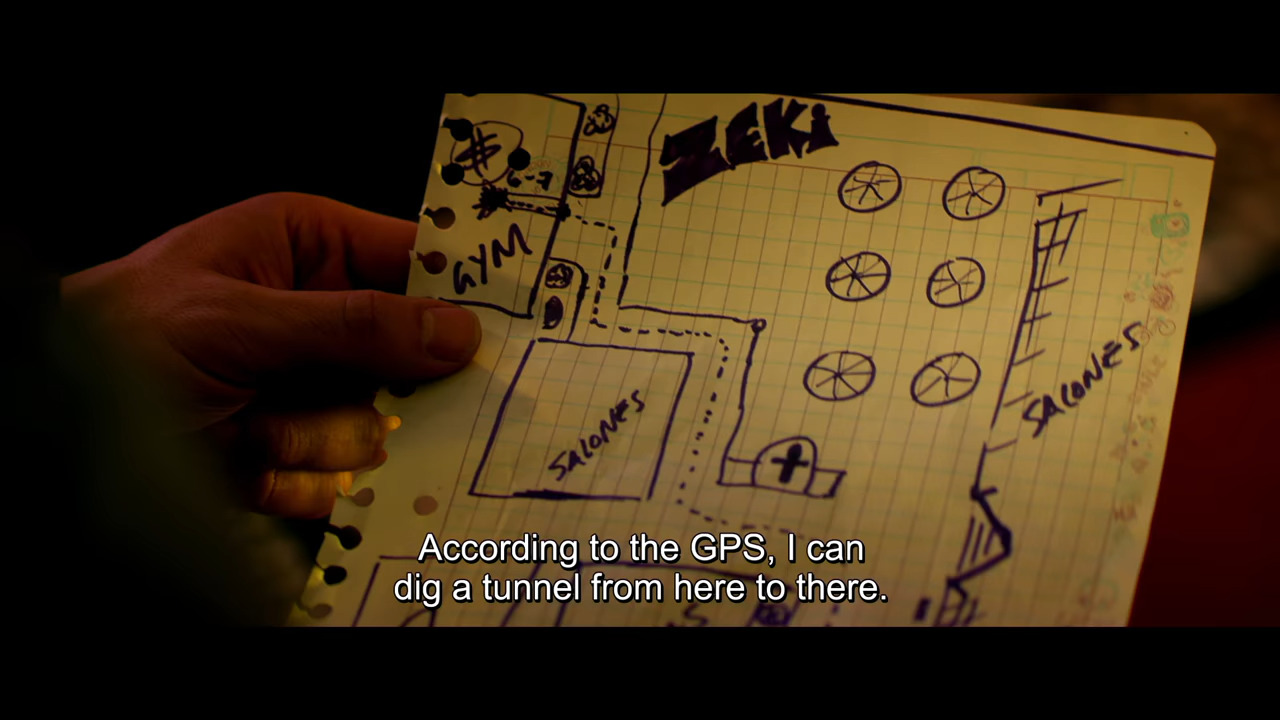 ZEKi
#
6-7
GYM
SALONES
SALONES
According to the GPS, I can
dig a tunnel from here to there.